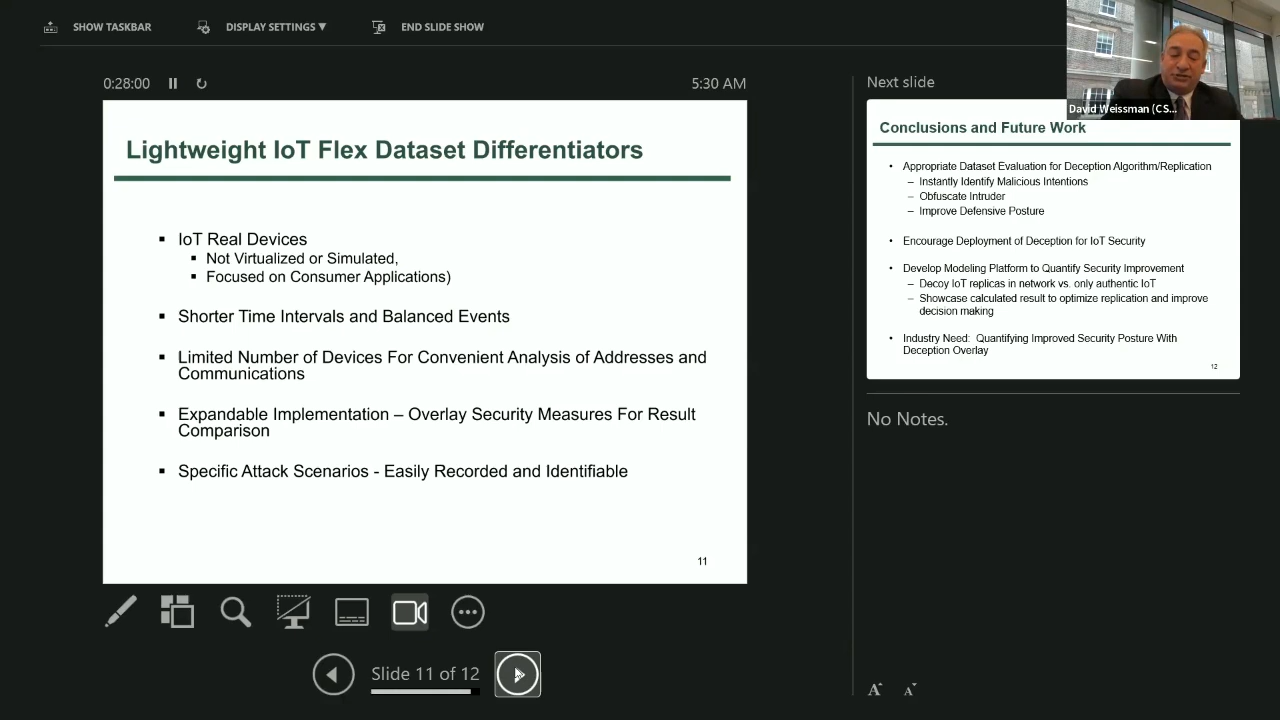 SHOW TASKBAR
DISPLAY SETTINGS ▼
END SLIDE SHOW
David Weissman (CS...
0:28:00
5:30 AM
Lightweight IoT Flex Dataset Differentiators
IoT Real Devices
Not Virtualized or Simulated,
Focused on Consumer Applications)
Shorter Time Intervals and Balanced Events
Limited Number of Devices For Convenient Analysis of Addresses and
Communications
Expandable Implementation – Overlay Security Measures For Result
Comparison
Specific Attack Scenarios - Easily Recorded and Identifiable
11
Slide 11 of 12
Next slide
Conclusions and Future Work
• Appropriate Dataset Evaluation for Deception Algorithm/Replication
– Instantly Identify Malicious Intentions
– Obfuscate Intruder
– Improve Defensive Posture
• Encourage Deployment of Deception for IoT Security
• Develop Modeling Platform to Quantify Security Improvement
– Decoy IoT replicas in network vs. only authentic IoT
– Showcase calculated result to optimize replication and improve
decision making
• Industry Need: Quantifying Improved Security Posture With
Deception Overlay
12
No Notes.
A
A